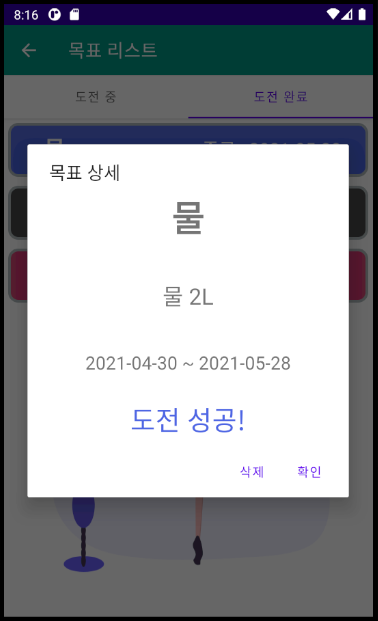 8:16
목표 리스트
도전 중
도전 완료
목표 상세
물
물 2L
2021-04-30 ~ 2021-05-28
도전 성공!
삭제
확인